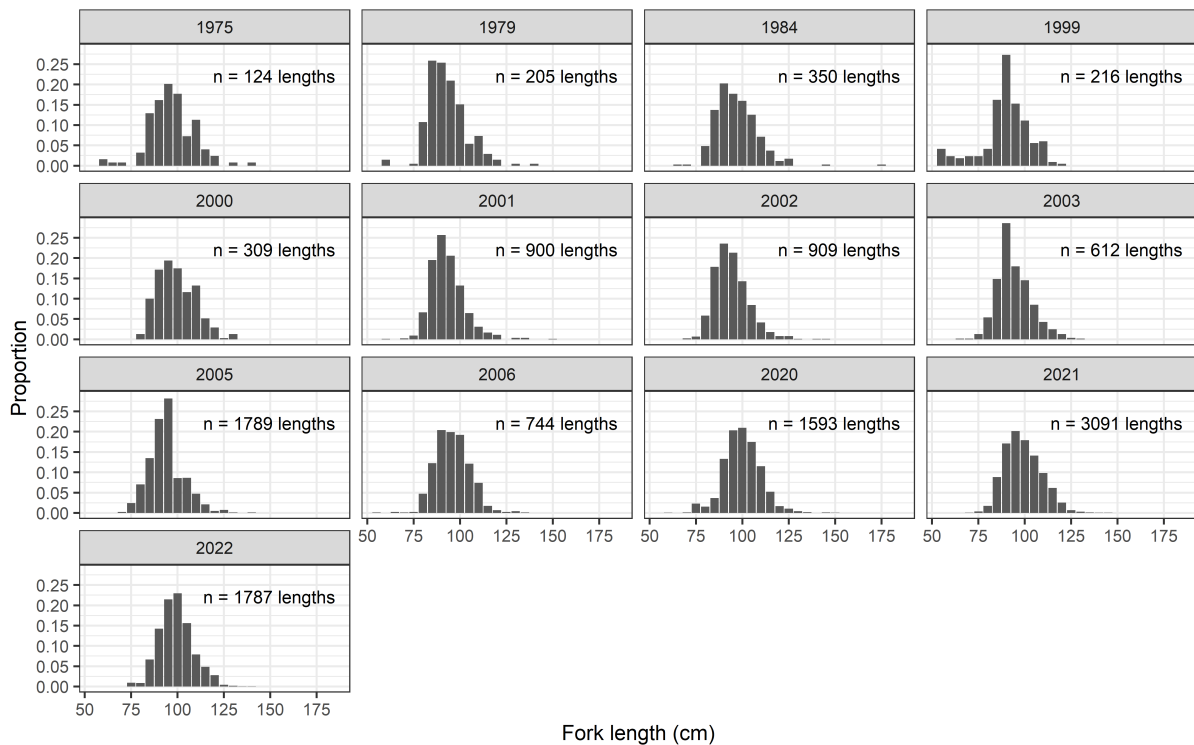 1975 1979 1984 1999
n = 124 lengths n = 205 lengths n = 350 lengths n = 216 lengths
0.25
0.20
0.15
0.10
0.05
0.00
2000 2001 2002 2003
n = 309 lengths n = 900 lengths n = 909 lengths n = 612 lengths
0.25
0.20
0.15
0.10
0.05
0.00
Proportion
2005 2006 2020 2021
n = 1789 lengths n = 744 lengths n = 1593 lengths n = 3091 lengths
0.25
0.20
0.15
0.10
0.05
0.00
50 75 100 125 150 175 50 75 100 125 150 175 50 75 100 125 150 175
2022
n = 1787 lengths
0.25
0.20
0.15
0.10
0.05
0.00
50 75 100 125 150 175
Fork length (cm)